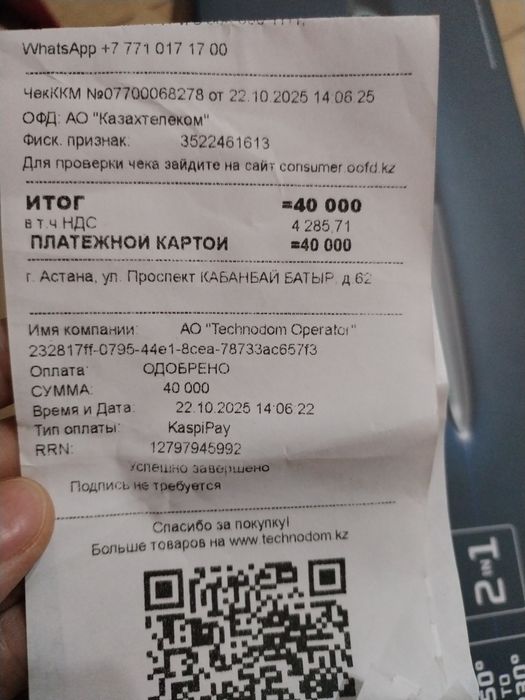 WhatsApp +7 771 017 17 00
ЧекККМ №07700068278 от 22.10.2025 14:06:25
ОФД: АО "Казахтелеком"
Фиск. признак: 3522461613
Для проверки чека зайдите на сайт consumer.oofd.kz
ИТОГ =40 000
в т.ч НДС 4 285,71
ПЛАТЕЖНОЙ КАРТОЙ =40 000
г. Астана, ул. Проспект КАБАНБАЙ БАТЫР, д.62
Имя компании: АО "Technodom Operator"
232817ff-0795-44e1-8cea-78733ac657f3
Оплата: ОДОБРЕНО
СУММА: 40 000
Время и Дата: 22.10.2025 14:06:22
Тип оплаты: KaspiPay
RRN: 12797945992
Успешно завершено
Подпись не требуется
Спасибо за покупку!
Больше товаров на www.technodom.kz
2 IN 1